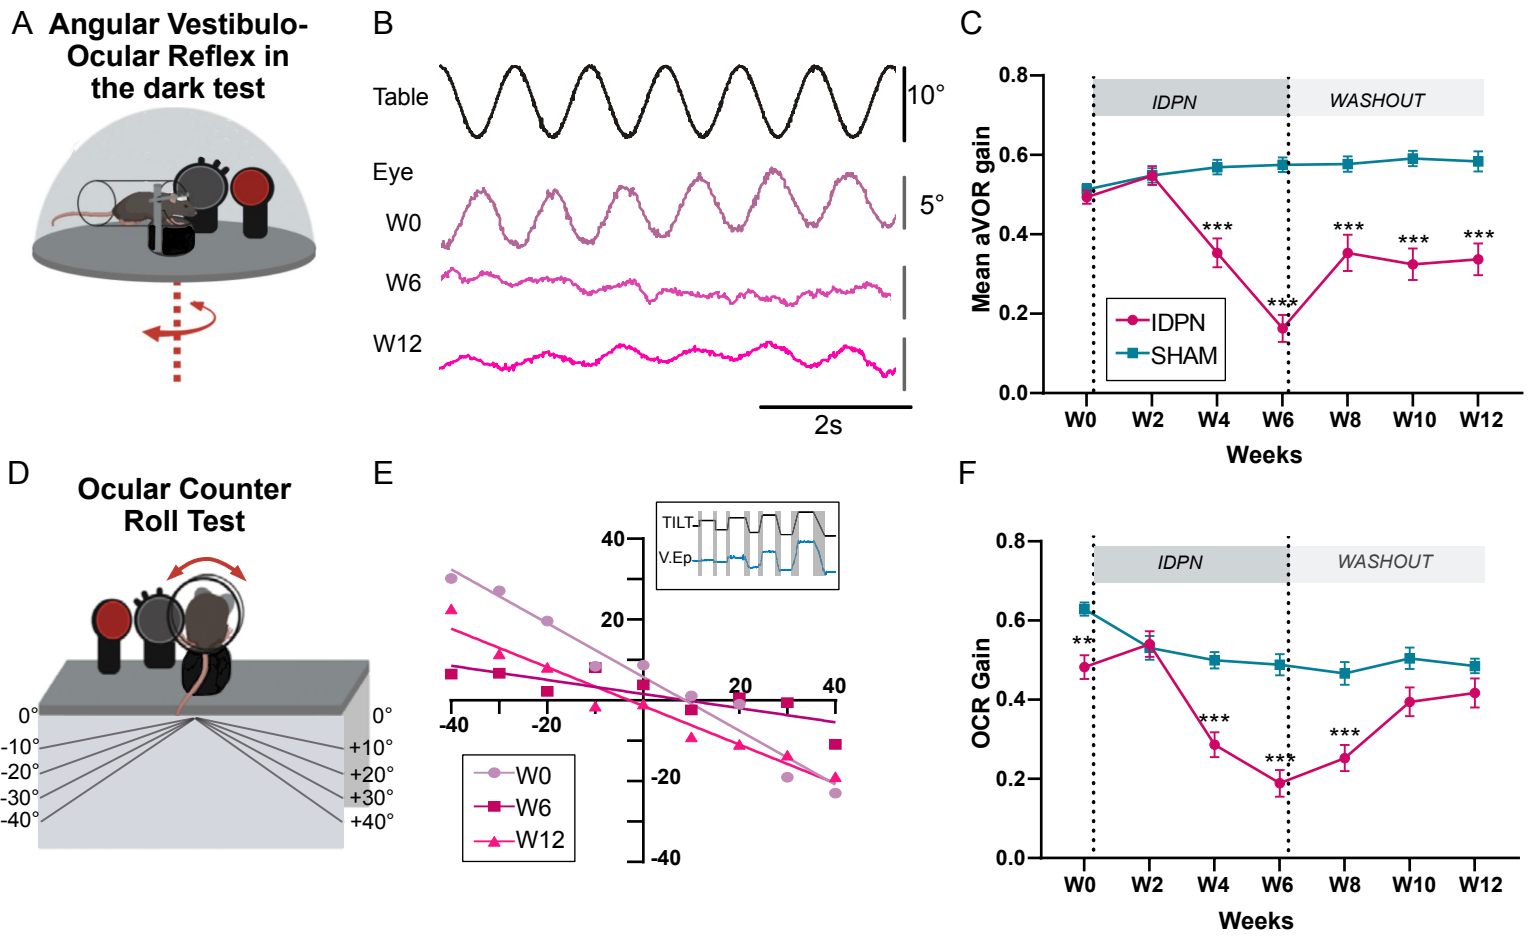 A
Angular Vestibulo-
Ocular Reflex in
the dark test
B
Table
10°
Eye
W0
5°
W6
W12
2s
C
Mean aVOR gain
0.8
0.6
0.4
0.2
0.0
IDPN
WASHOUT
***
***
***
***
***
IDPN
SHAM
W0
W2
W4
W6
W8
W10
W12
Weeks
D
Ocular Counter
Roll Test
0°
-10°
-20°
-30°
-40°
0°
+10°
+20°
+30°
+40°
E
TILT
V.Ep
40
20
-40
-20
20
40
-20
-40
W0
W6
W12
F
OCR Gain
0.8
0.6
0.4
0.2
0.0
IDPN
WASHOUT
**
***
***
***
W0
W2
W4
W6
W8
W10
W12
Weeks